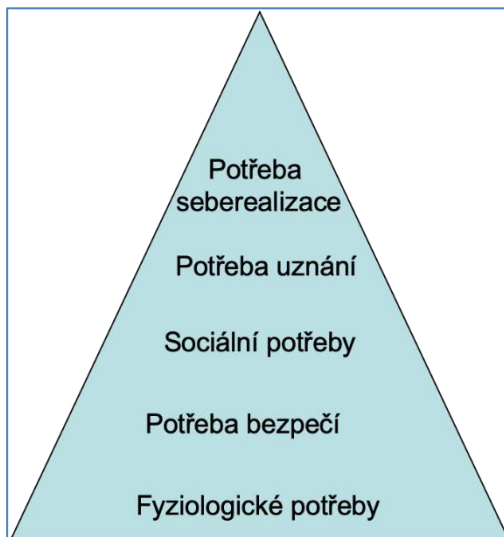 Potřeba
seberealizace
Potřeba uznání
Sociální potřeby
Potřeba bezpečí
Fyziologické potřeby